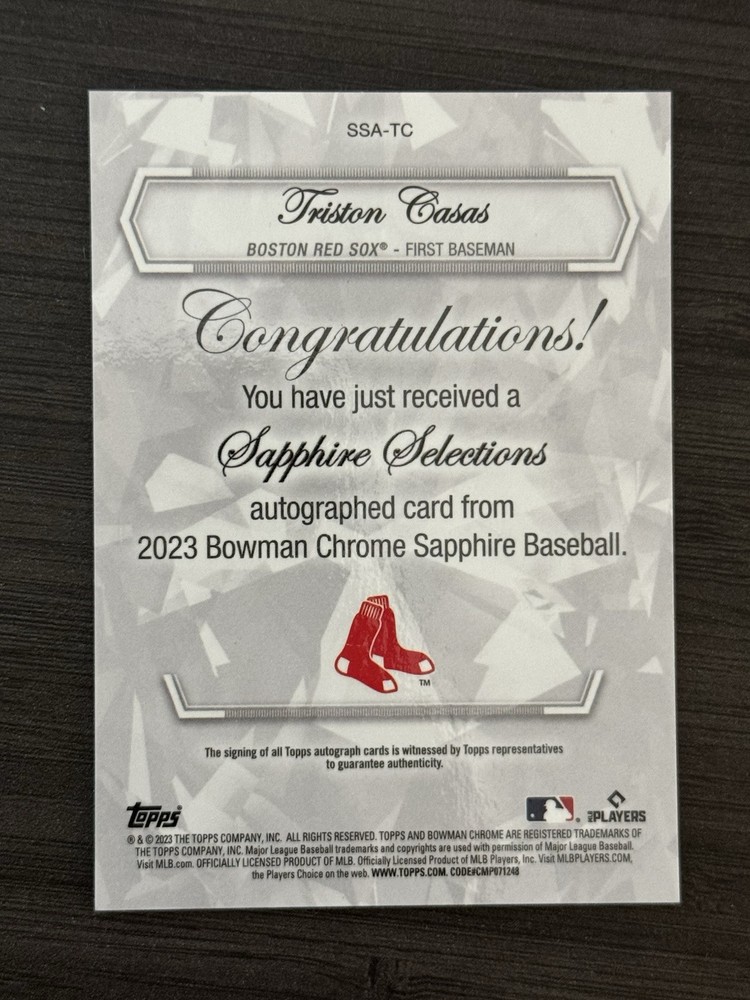 SSA-TC
Triston Casas
BOSTON RED SOX® - FIRST BASEMAN
Congratulations!
You have just received a
Sapphire Selections
autographed card from
2023 Bowman Chrome Sapphire Baseball.
TM
The signing of all Topps autograph cards is witnessed by Topps representatives
to guarantee authenticity.
topps
MLB PLAYERS
® & © 2023 THE TOPPS COMPANY, INC. ALL RIGHTS RESERVED. TOPPS AND BOWMAN CHROME ARE REGISTERED TRADEMARKS OF
THE TOPPS COMPANY, INC. Major League Baseball trademarks and copyrights are used with permission of Major League Baseball.
Visit MLB.com. OFFICIALLY LICENSED PRODUCT OF MLB. Officially Licensed Product of MLB Players, Inc. Visit MLBPLAYERS.COM,
the Players Choice on the web. WWW.TOPPS.COM. CODE#CMP071248